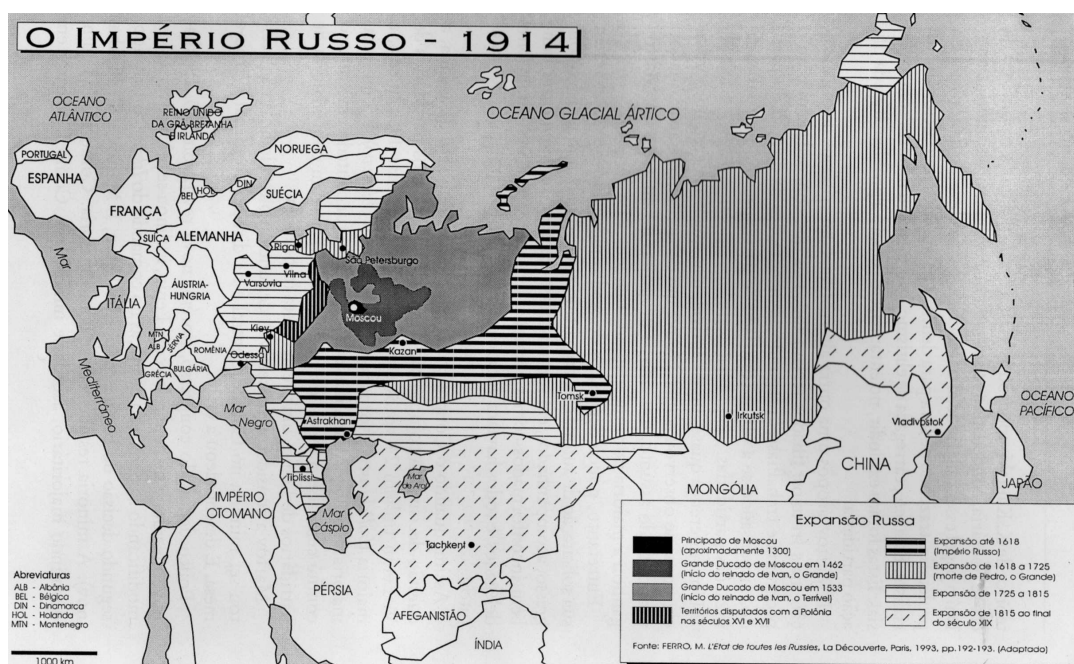 O IMPÉRIO RUSSO - 1914
OCEANO
ATLÂNTICO
REINO UNIDO
DA GRÃ-BRETANHA
E IRLANDA
OCEANO GLACIAL ÁRTICO
PORTUGAL
ESPANHA
NORUEGA
SUÉCIA
BEL
HOL
DIN
FRANÇA
SUÍÇA
ALEMANHA
Riga
São Petersburgo
Vilna
Varsóvia
Mar
Mediterrâneo
ITÁLIA
ÁUSTRIA-
HUNGRIA
Moscou
MTN
ALB
SÉRVIA
ROMÊNIA
BULGÁRIA
GRÉCIA
Kiev
Odessa
Kazan
Tomsk
Irkutsk
OCEANO
PACÍFICO
Vladivostok
Mar
Negro
Astrakhan
Tiblissi
Mar
de Aral
CHINA
JAPÃO
MONGÓLIA
IMPÉRIO
OTOMANO
Mar
Cáspio
Tachkent
PÉRSIA
AFEGANISTÃO
ÍNDIA
Abreviaturas
ALB - Albânia
BEL - Bélgica
DIN - Dinamarca
HOL - Holanda
MTN - Montenegro
1000 km
Expansão Russa
Principado de Moscou
(aproximadamente 1300)
Grande Ducado de Moscou em 1462
(início do reinado de Ivan, o Grande)
Grande Ducado de Moscou em 1533
(início do reinado de Ivan, o Terrível)
Territórios disputados com a Polônia
nos séculos XVI e XVII
Expansão até 1618
(Império Russo)
Expansão de 1618 a 1725
(morte de Pedro, o Grande)
Expansão de 1725 a 1815
Expansão de 1815 ao final
do século XIX
Fonte: FERRO, M. L'Etat de toutes les Russies, La Découverte, Paris, 1993, pp.192-193. (Adaptado)